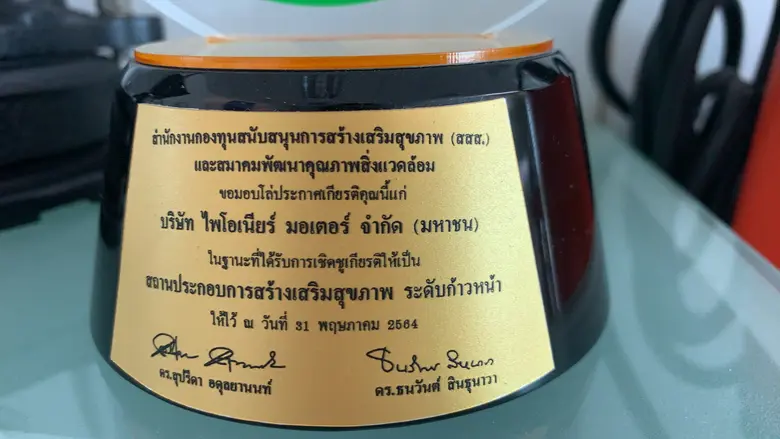 สำนักงานกองทุนสนับสนุนการสร้างเสริมสุขภาพ (สสส.)
และสมาคมพัฒนาคุณภาพสิ่งแวดล้อม
ขอมอบโล่ประกาศเกียรติคุณนี้แก่
บริษัท ไพโอเนียร์ มอเตอร์ จำกัด (มหาชน)
ในฐานะที่ได้รับการเชิดชูเกียรติให้เป็น
สถานประกอบการสร้างเสริมสุขภาพ ระดับก้าวหน้า
ให้ไว้ ณ วันที่ 31 พฤษภาคม 2564
ดร.สุปรีดา อดุลยานนท์ ดร.ธนวันต์ สินธุนาวา